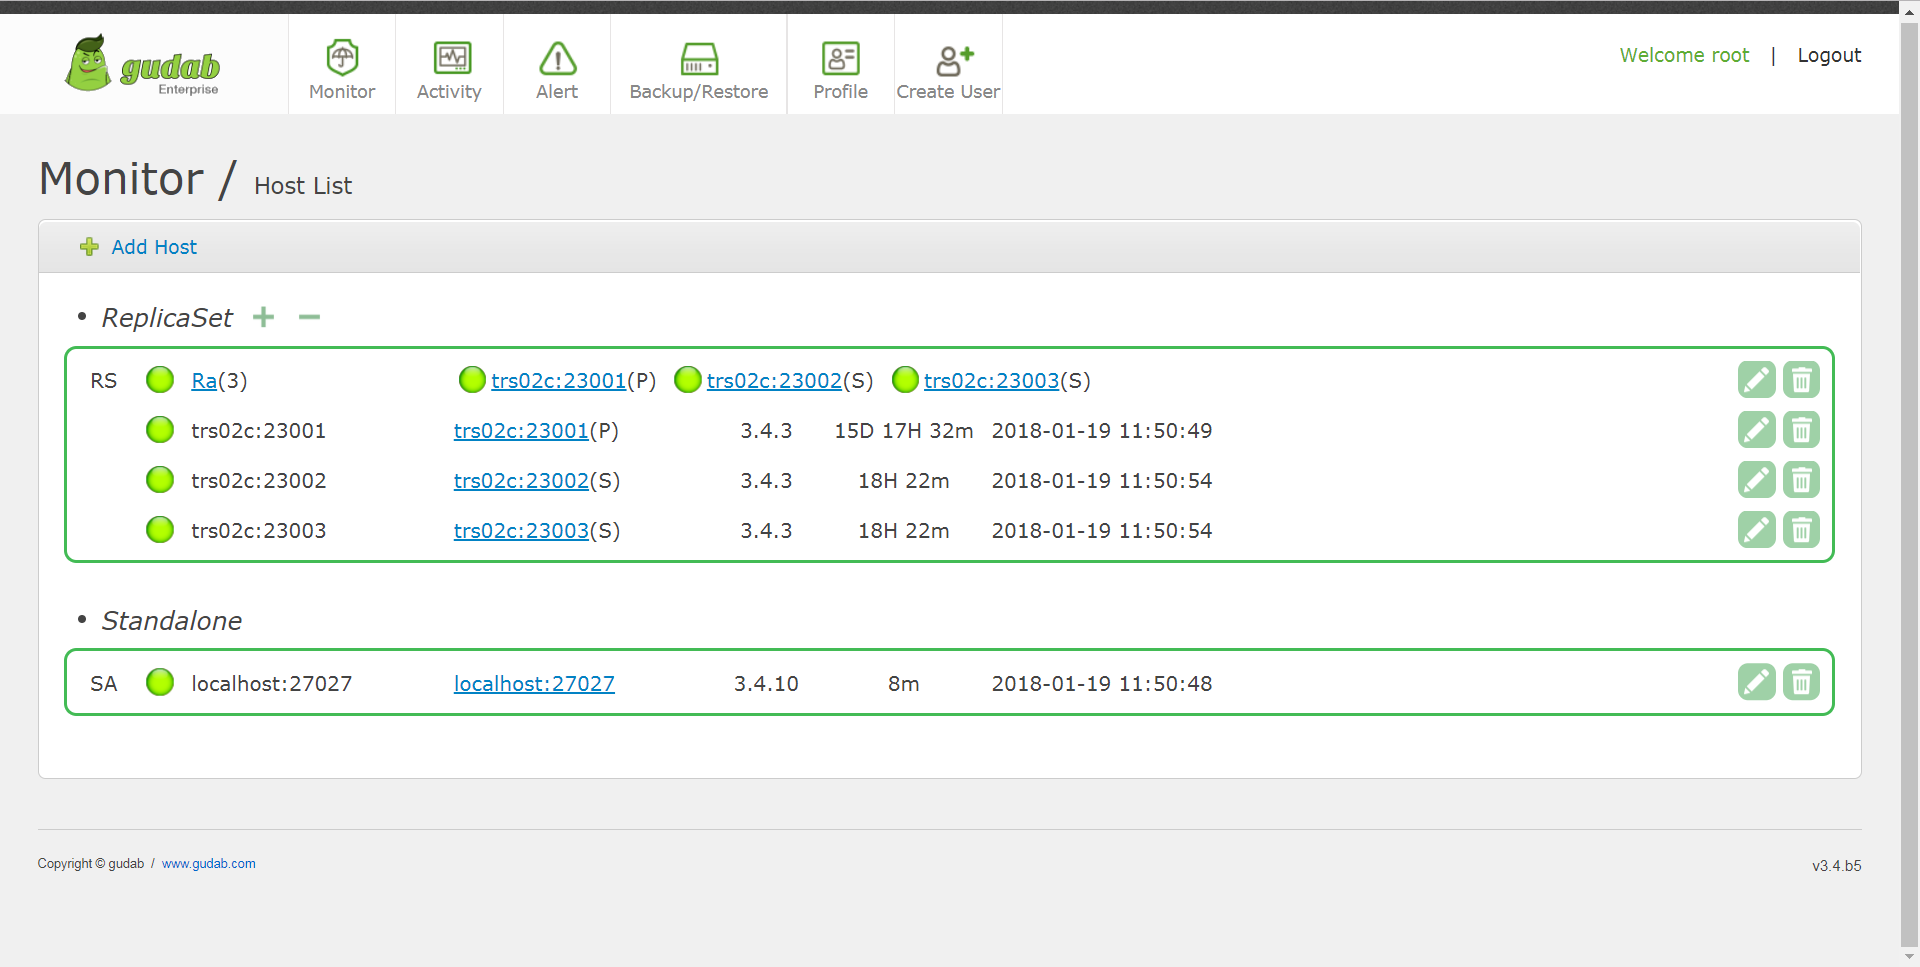 gudab
Enterprise
Monitor
Activity
Alert
Backup/Restore
Profile
Create User
Welcome root | Logout
Monitor / Host List
Add Host
• ReplicaSet
RS Ra(3) trs02c:23001(P) trs02c:23002(S) trs02c:23003(S)
trs02c:23001 trs02c:23001(P) 3.4.3 15D 17H 32m 2018-01-19 11:50:49
trs02c:23002 trs02c:23002(S) 3.4.3 18H 22m 2018-01-19 11:50:54
trs02c:23003 trs02c:23003(S) 3.4.3 18H 22m 2018-01-19 11:50:54
• Standalone
SA localhost:27027 localhost:27027 3.4.10 8m 2018-01-19 11:50:48
Copyright © gudab / www.gudab.com
v3.4.b5